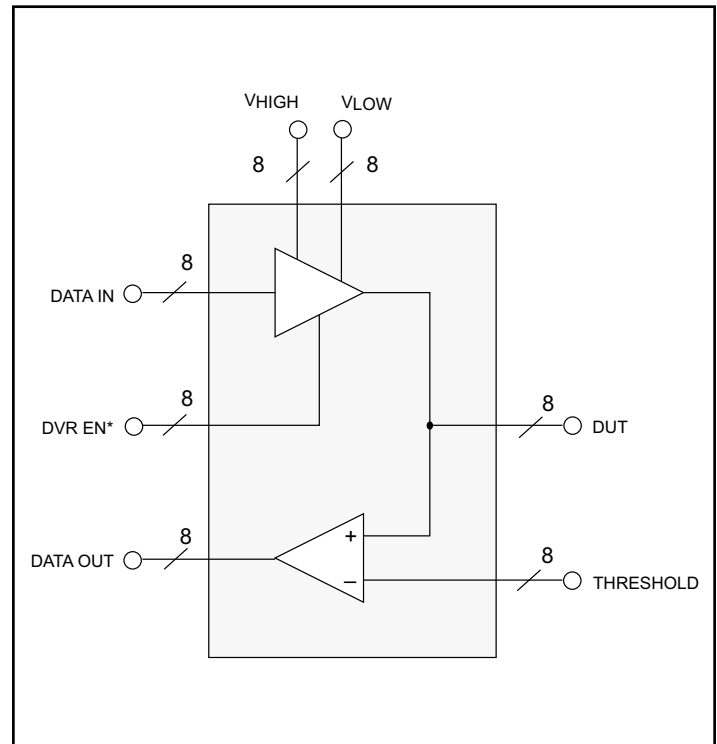 VHIGH VLOW
8 8
8
DATA IN
8
DVR EN*
8
DUT
8
DATA OUT
+
–
8
THRESHOLD